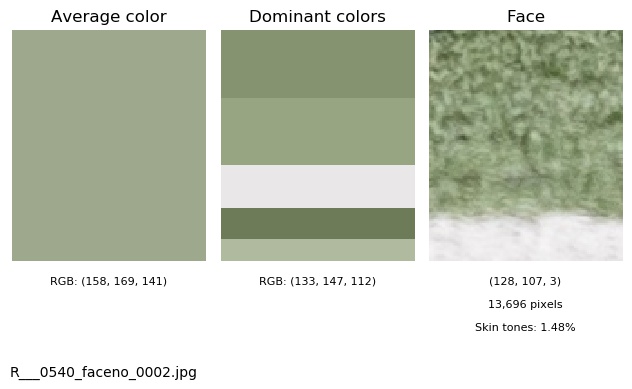 Average color
Dominant colors
Face
RGB: (158, 169, 141)
RGB: (133, 147, 112)
(128, 107, 3)
13,696 pixels
Skin tones: 1.48%
R___0540_faceno_0002.jpg